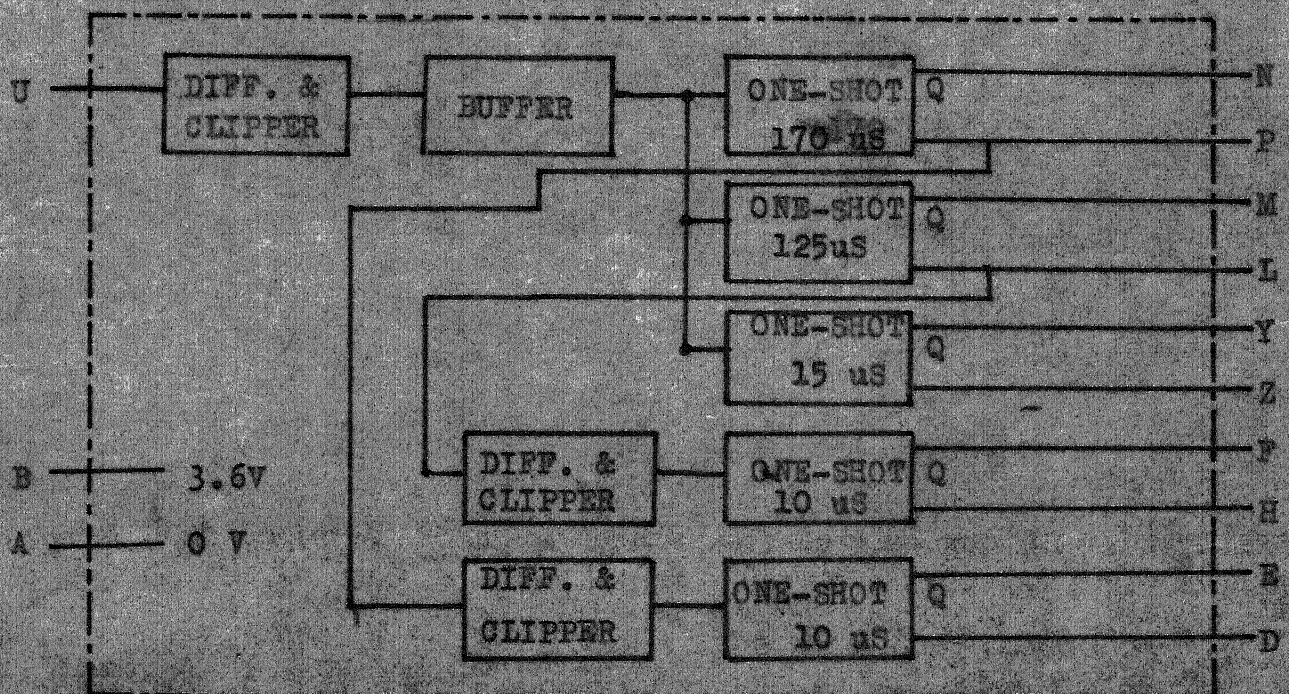 U
DIFF. &
CLIPPER
BUFFER
ONE-SHOT
170 uS
Q
N
P
ONE-SHOT
125uS
Q
M
L
ONE-SHOT
15 uS
Q
Y
Z
B
3.6V
A
0 V
DIFF. &
CLIPPER
ONE-SHOT
10 uS
Q
F
H
DIFF. &
CLIPPER
ONE-SHOT
10 uS
Q
E
D